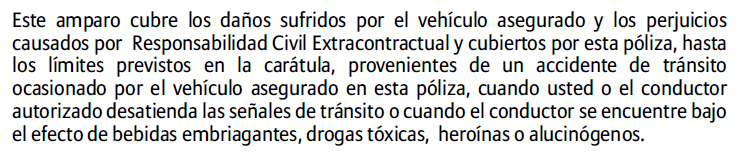 Este amparo cubre los daños sufridos por el vehículo asegurado y los perjuicios
causados por Responsabilidad Civil Extracontractual y cubiertos por esta póliza, hasta
los límites previstos en la carátula, provenientes de un accidente de tránsito
ocasionado por el vehículo asegurado en esta póliza, cuando usted o el conductor
autorizado desatienda las señales de tránsito o cuando el conductor se encuentre bajo
el efecto de bebidas embriagantes, drogas tóxicas, heroínas o alucinógenos.